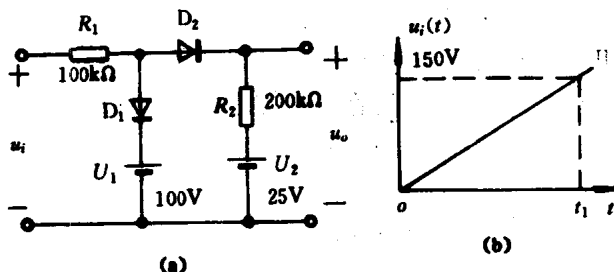 R₁
D₂
100kΩ
D₁
R₂
200kΩ
+
+
uᵢ
uₒ
U₁
U₂
100V
25V
−
−
(a)
uᵢ(t)
150V
o
t₁
t
(b)